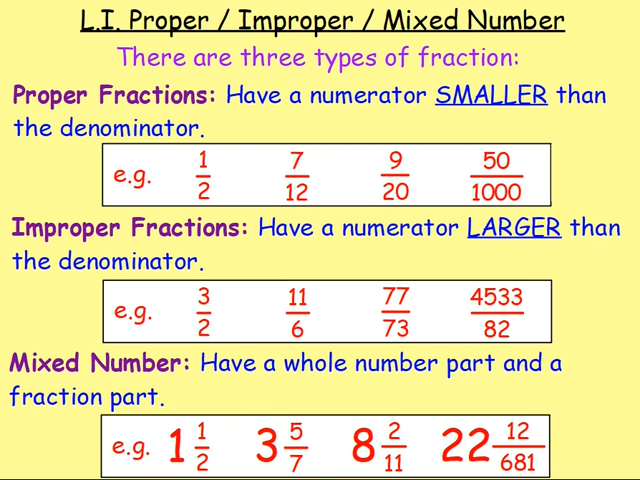 L.I. Proper / Improper / Mixed Number
There are three types of fraction:
Proper Fractions: Have a numerator SMALLER than
the denominator.
e.g. 1/2 7/12 9/20 50/1000
Improper Fractions: Have a numerator LARGER than
the denominator.
e.g. 3/2 11/6 77/73 4533/82
Mixed Number: Have a whole number part and a
fraction part.
e.g. 1 1/2 3 5/7 8 2/11 22 12/681